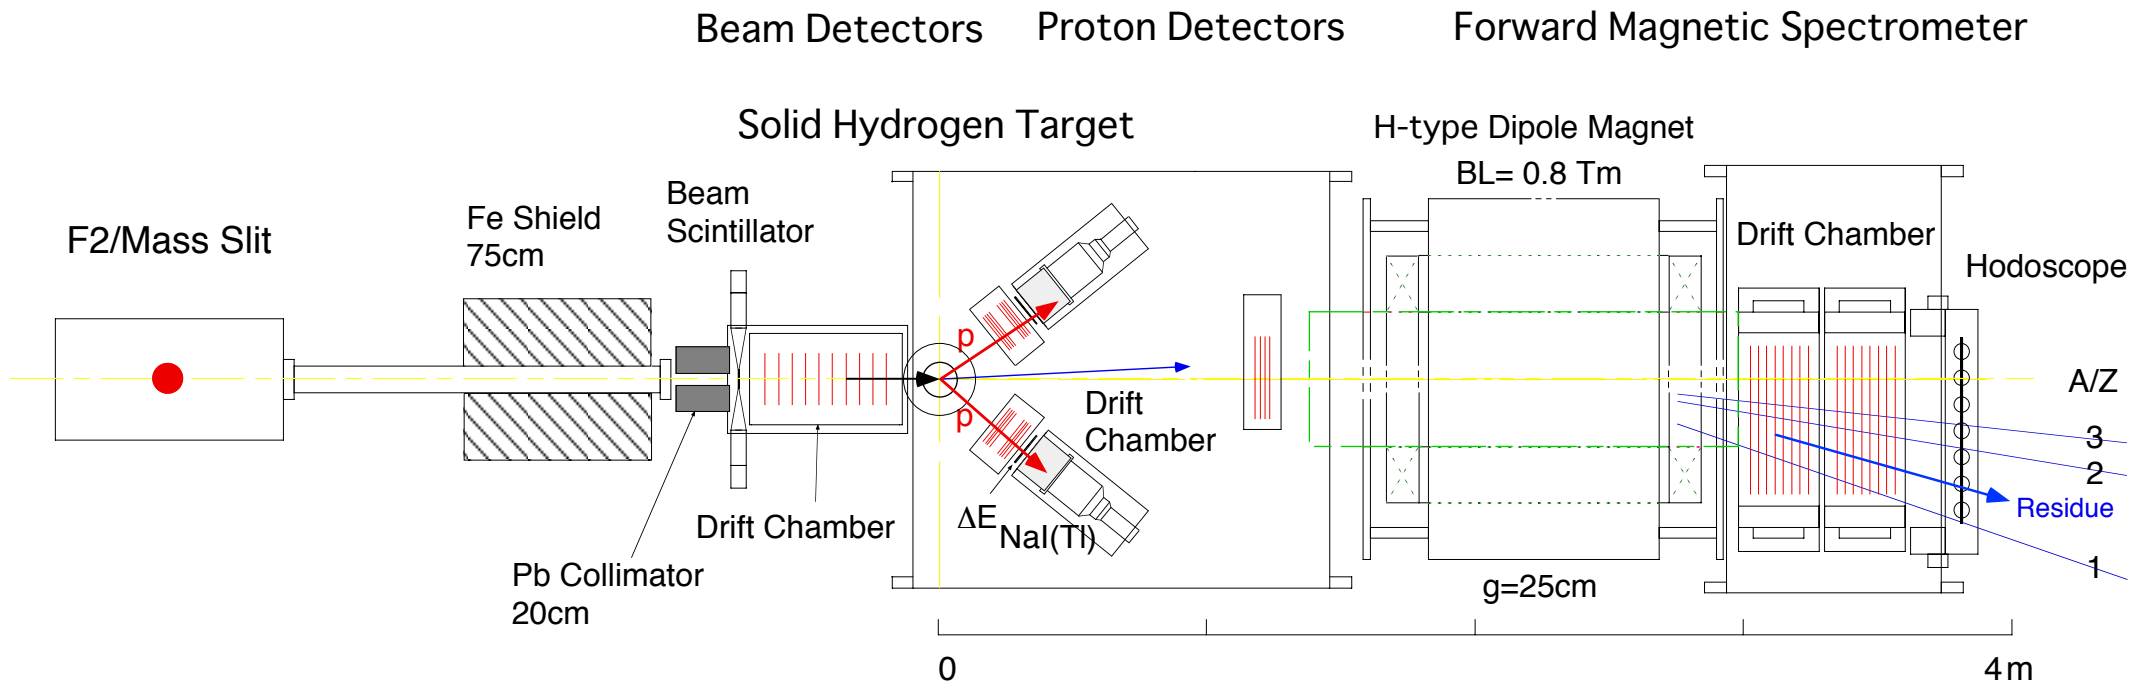 Beam Detectors
Proton Detectors
Forward Magnetic Spectrometer
Solid Hydrogen Target
H-type Dipole Magnet
BL= 0.8 Tm
F2/Mass Slit
Fe Shield
75cm
Beam
Scintillator
Drift Chamber
Hodoscope
p
p
Drift
Chamber
A/Z
3
2
Residue
1
ΔE
NaI(Tl)
Drift Chamber
Pb Collimator
20cm
g=25cm
0
4m